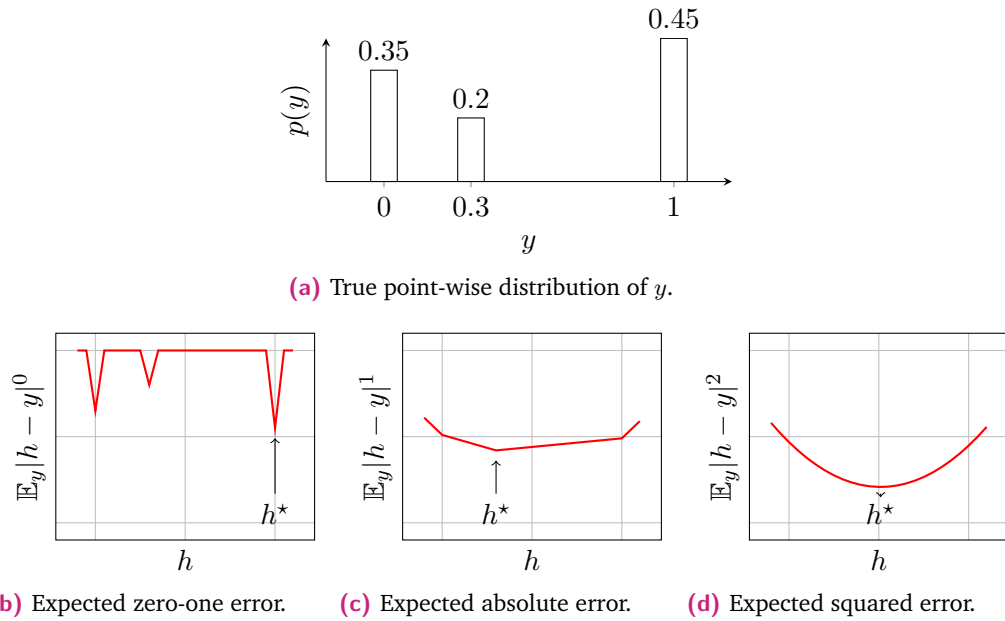 0.45
0.35
0.2
p(y)
0 0.3 1
y
(a) True point-wise distribution of y.
𝔼_y|h − y|^0
h⋆
h
𝔼_y|h − y|^1
h⋆
h
𝔼_y|h − y|^2
h⋆
h
b) Expected zero-one error.
(c) Expected absolute error.
(d) Expected squared error.